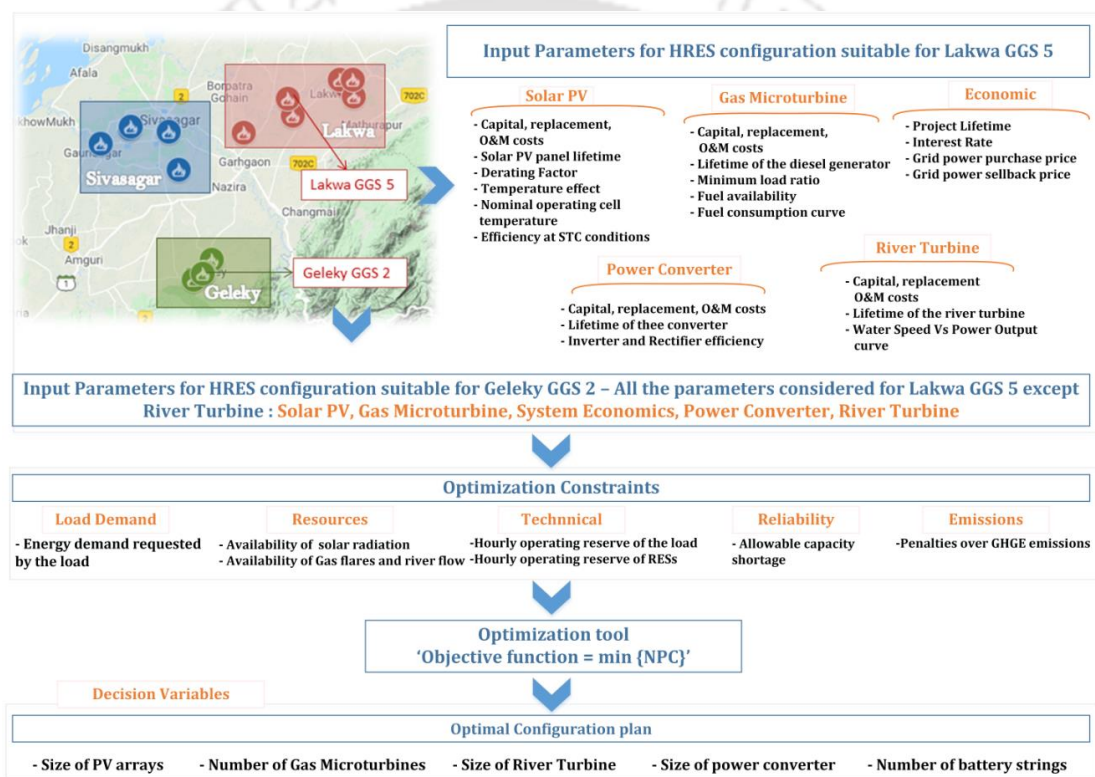 Disangmukh
Afala
khowMukh
2
Borpatra
Gohain
Lakwa
702C
Mathurapur
Lakwa
Sivasagar
Gaurisagar
Sivasagar
Garhgaon
702C
Nazira
Lakwa GGS 5
Changmai
Jhanji
2
Amguri
1
Geleky
Geleky GGS 2
Input Parameters for HRES configuration suitable for Lakwa GGS 5
Solar PV
- Capital, replacement,
O&M costs
- Solar PV panel lifetime
- Derating Factor
- Temperature effect
- Nominal operating cell
temperature
- Efficiency at STC conditions
Gas Microturbine
- Capital, replacement,
O&M costs
- Lifetime of the diesel generator
- Minimum load ratio
- Fuel availability
- Fuel consumption curve
Economic
- Project Lifetime
- Interest Rate
- Grid power purchase price
- Grid power sellback price
Power Converter
- Capital, replacement, O&M costs
- Lifetime of thee converter
- Inverter and Rectifier efficiency
River Turbine
- Capital, replacement
O&M costs
- Lifetime of the river turbine
- Water Speed Vs Power Output
curve
Input Parameters for HRES configuration suitable for Geleky GGS 2 – All the parameters considered for Lakwa GGS 5 except
River Turbine : Solar PV, Gas Microturbine, System Economics, Power Converter, River Turbine
Optimization Constraints
Load Demand
- Energy demand requested
by the load
Resources
- Availability of solar radiation
- Availability of Gas flares and river flow
Technnical
-Hourly operating reserve of the load
-Hourly operating reserve of RESs
Reliability
- Allowable capacity
shortage
Emissions
-Penalties over GHGE emissions
Optimization tool
‘Objective function = min {NPC}’
Decision Variables
Optimal Configuration plan
- Size of PV arrays - Number of Gas Microturbines - Size of River Turbine - Size of power converter - Number of battery strings